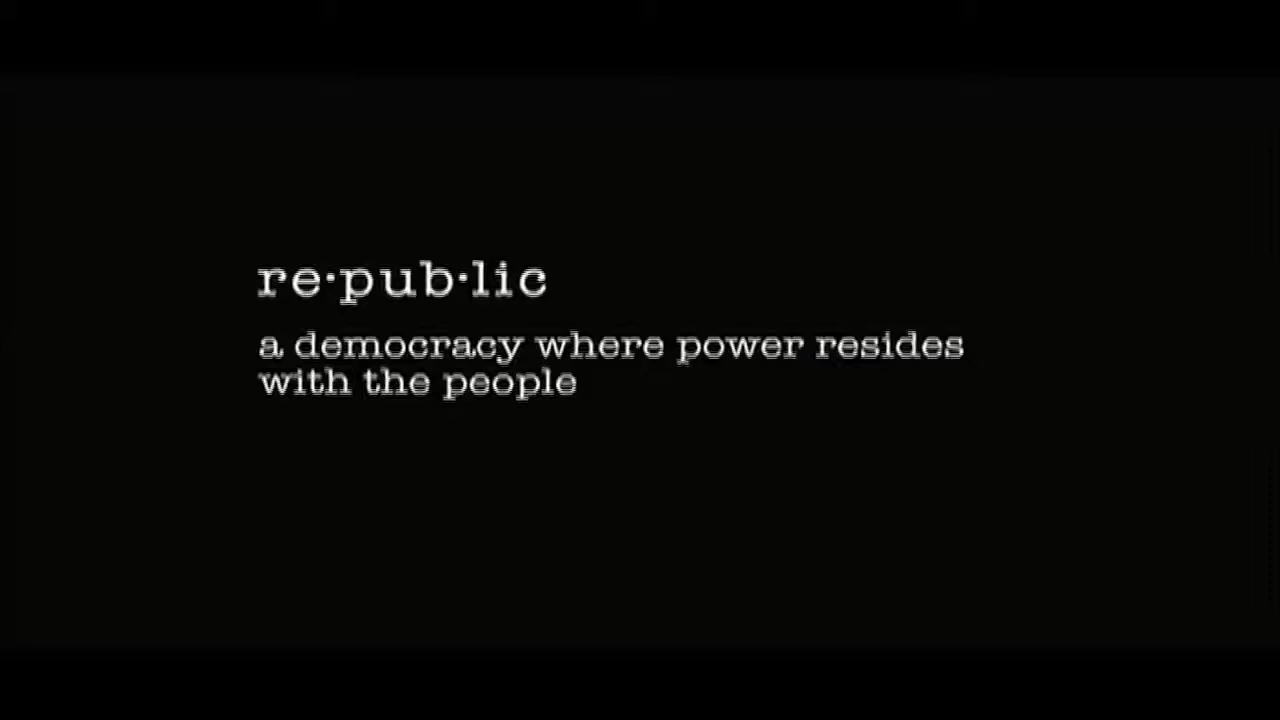 re·pub·lic
a democracy where power resides
with the people